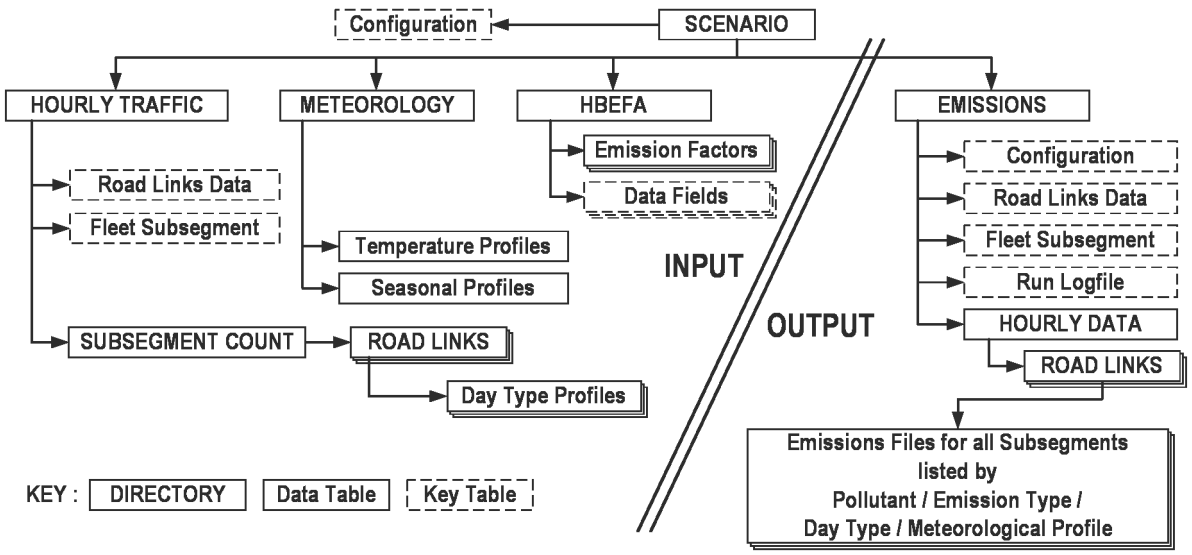 Configuration
SCENARIO
HOURLY TRAFFIC
METEOROLOGY
HBEFA
EMISSIONS
Emission Factors
Configuration
Road Links Data
Data Fields
Road Links Data
Fleet Subsegment
Temperature Profiles
Fleet Subsegment
INPUT
Seasonal Profiles
Run Logfile
OUTPUT
HOURLY DATA
SUBSEGMENT COUNT
ROAD LINKS
ROAD LINKS
Day Type Profiles
Emissions Files for all Subsegments
listed by
Pollutant / Emission Type /
Day Type / Meteorological Profile
KEY : DIRECTORY Data Table Key Table